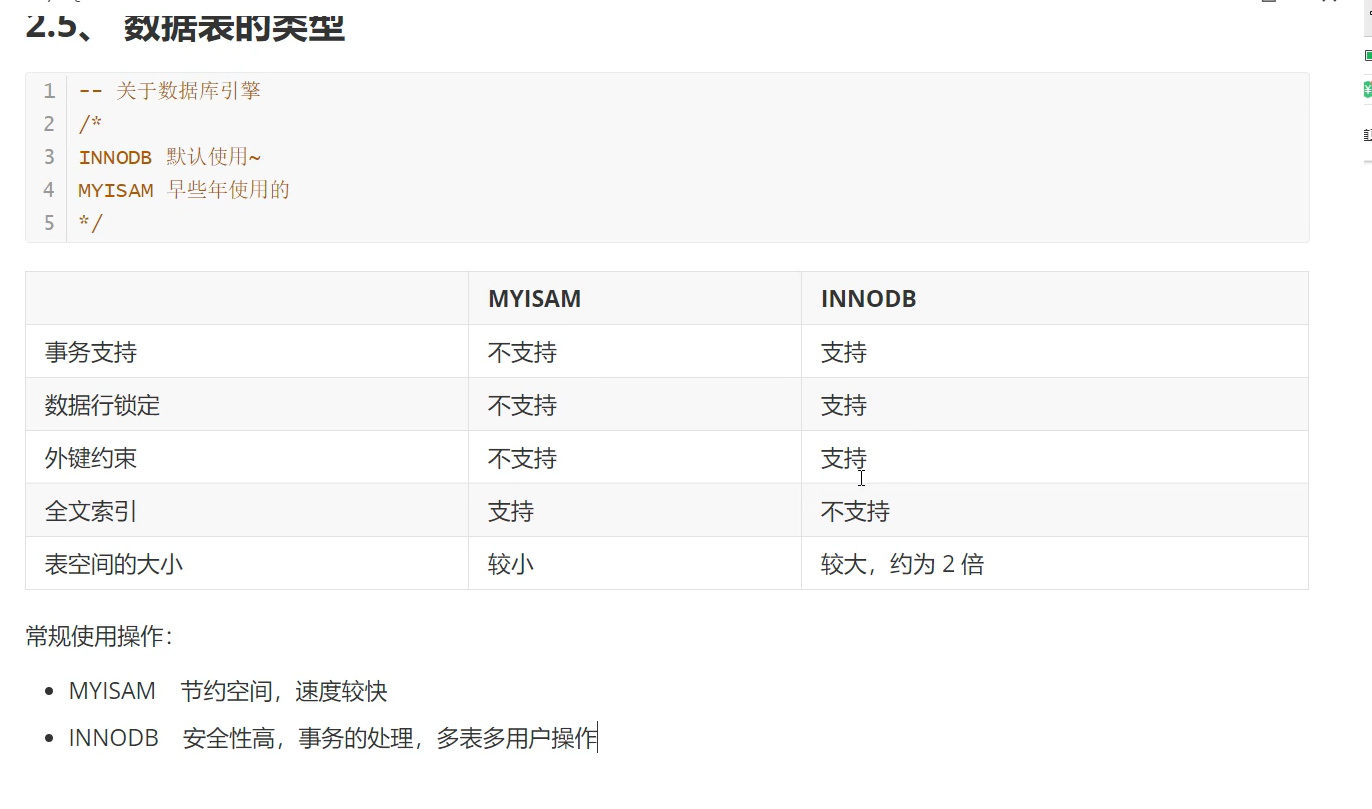 2.5、 数据表的类型
1 -- 关于数据库引擎
2 /*
3 INNODB 默认使用~
4 MYISAM 早些年使用的
5 */
MYISAM INNODB
事务支持 不支持 支持
数据行锁定 不支持 支持
外键约束 不支持 支持
全文索引 支持 不支持
表空间的大小 较小 较大，约为 2 倍
常规使用操作：
• MYISAM 节约空间，速度较快
• INNODB 安全性高，事务的处理，多表多用户操作